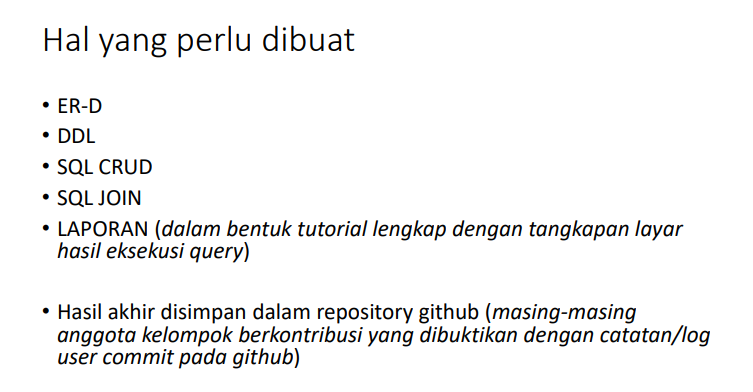 Hal yang perlu dibuat
• ER-D
• DDL
• SQL CRUD
• SQL JOIN
• LAPORAN (dalam bentuk tutorial lengkap dengan tangkapan layar
hasil eksekusi query)
• Hasil akhir disimpan dalam repository github (masing-masing
anggota kelompok berkontribusi yang dibuktikan dengan catatan/log
user commit pada github)